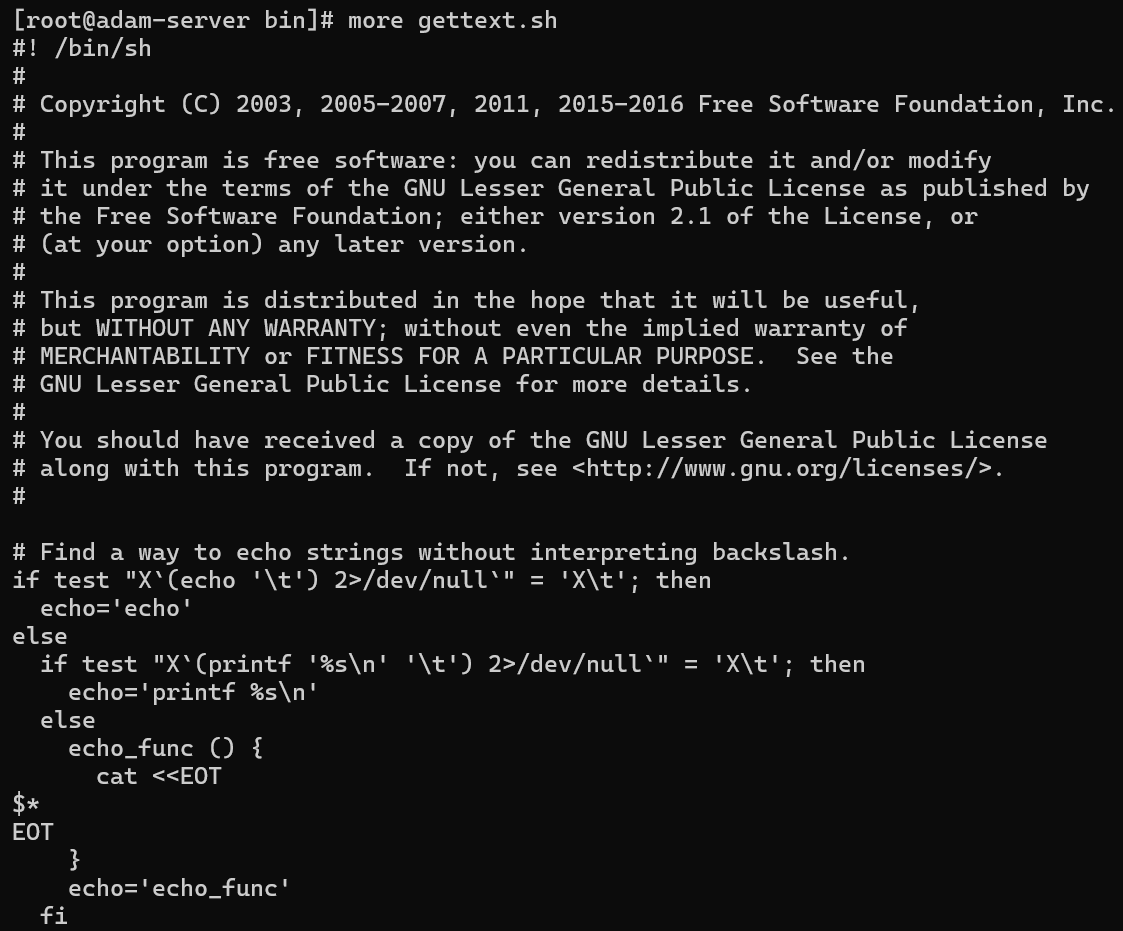 [root@adam-server bin]# more gettext.sh
#! /bin/sh
#
# Copyright (C) 2003, 2005-2007, 2011, 2015-2016 Free Software Foundation, Inc.
#
# This program is free software: you can redistribute it and/or modify
# it under the terms of the GNU Lesser General Public License as published by
# the Free Software Foundation; either version 2.1 of the License, or
# (at your option) any later version.
#
# This program is distributed in the hope that it will be useful,
# but WITHOUT ANY WARRANTY; without even the implied warranty of
# MERCHANTABILITY or FITNESS FOR A PARTICULAR PURPOSE.  See the
# GNU Lesser General Public License for more details.
#
# You should have received a copy of the GNU Lesser General Public License
# along with this program.  If not, see <http://www.gnu.org/licenses/>.
#

# Find a way to echo strings without interpreting backslash.
if test "X`(echo '\t') 2>/dev/null`" = 'X\t'; then
  echo='echo'
else
  if test "X`(printf '%s\n' '\t') 2>/dev/null`" = 'X\t'; then
    echo='printf %s\n'
  else
    echo_func () {
      cat <<EOT
$*
EOT
    }
    echo='echo_func'
  fi